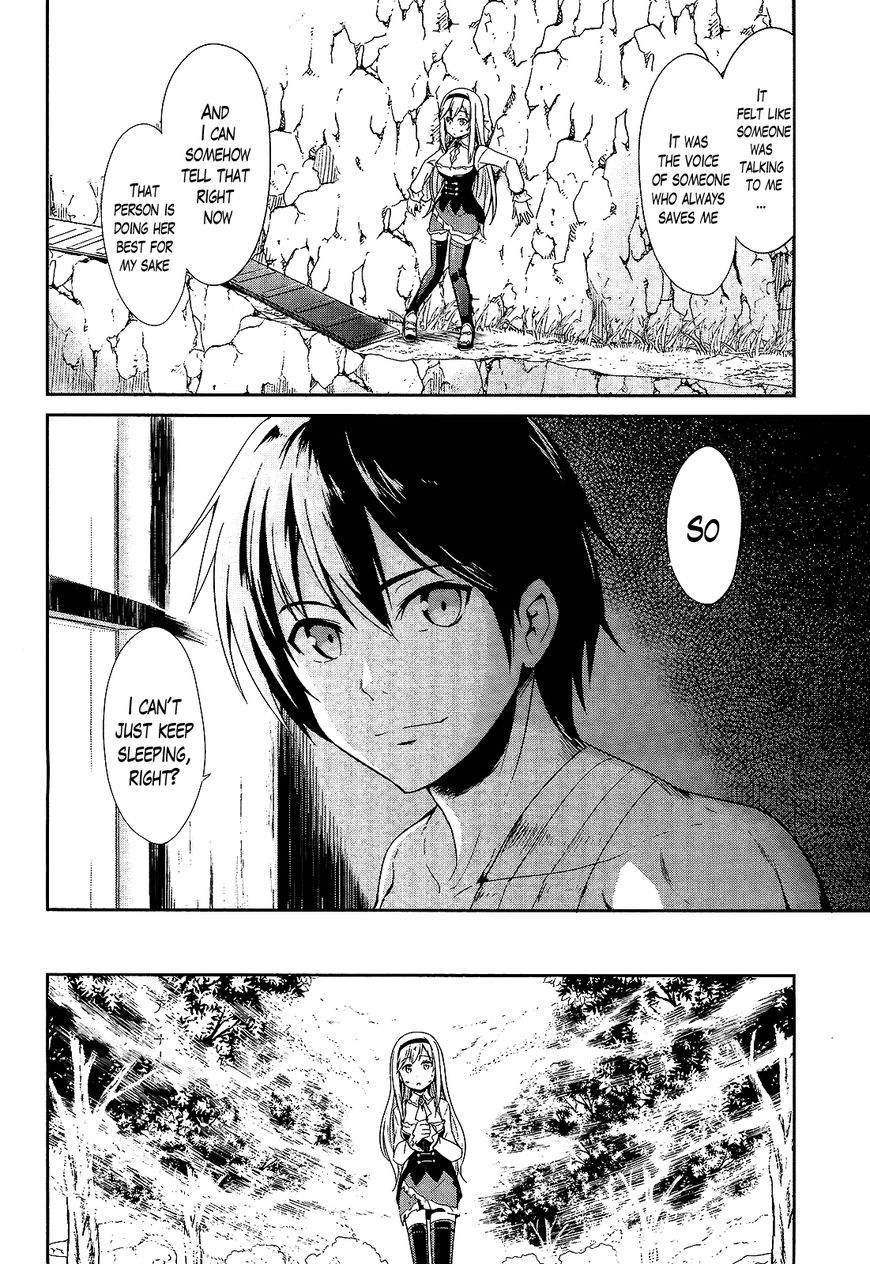 IT
FELT LIKE
SOMEONE
WAS
TALKING
TO ME
...
IT WAS
THE VOICE
OF SOMEONE
WHO ALWAYS
SAVES ME
AND
I CAN
SOMEHOW
TELL THAT
RIGHT
NOW
THAT
PERSON IS
DOING HER
BEST FOR
MY SAKE
SO
I CAN'T
JUST KEEP
SLEEPING,
RIGHT?